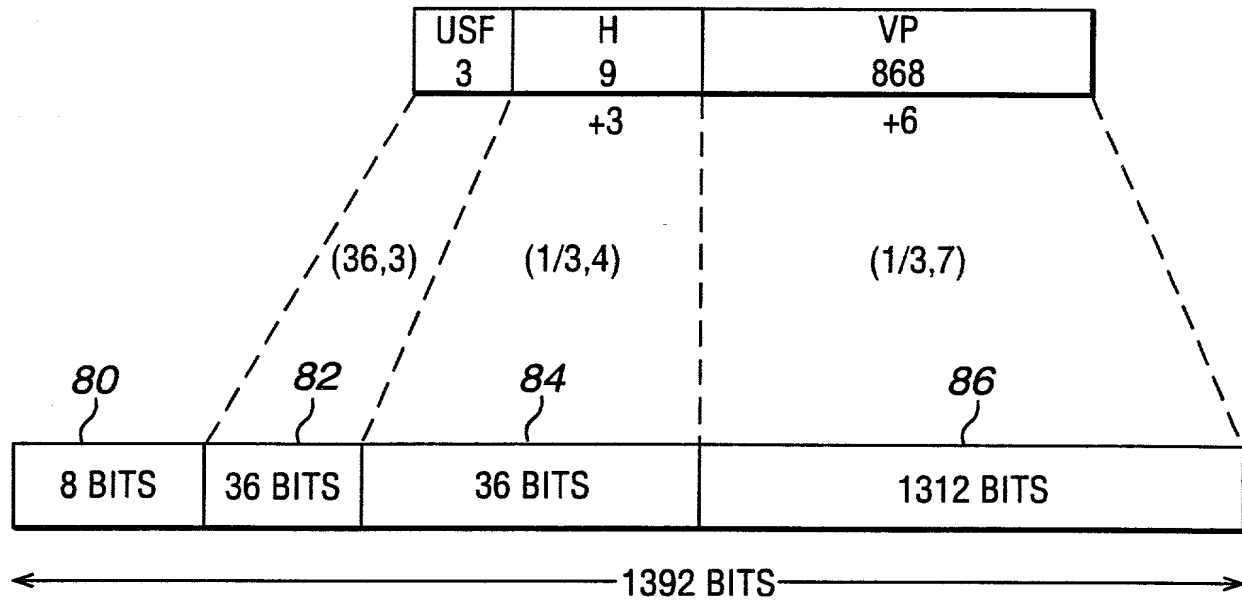 USF H VP
3 9 868
+3 +6
(36,3) (1/3,4) (1/3,7)
80 82 84 86
8 BITS 36 BITS 36 BITS 1312 BITS
1392 BITS